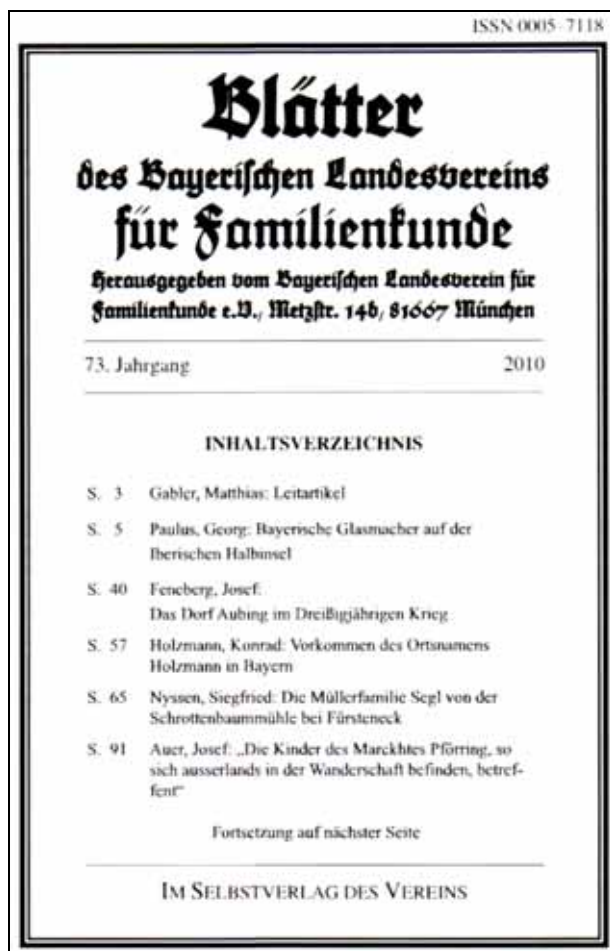 ISSN 0005-7118
Blätter
des Bayerischen Landesvereins
für Familienkunde
Herausgegeben vom Bayerischen Landesverein für
Familienkunde e.V., Metzstr. 14b, 81667 München
73. Jahrgang 2010
INHALTSVERZEICHNIS
S. 3 Gabler, Matthias: Leitartikel
S. 5 Paulus, Georg: Bayerische Glasmacher auf der
Iberischen Halbinsel
S. 40 Feneberg, Josef:
Das Dorf Aubing im Dreißigjährigen Krieg
S. 57 Holzmann, Konrad: Vorkommen des Ortsnamens
Holzmann in Bayern
S. 65 Nyssen, Siegfried: Die Müllerfamilie Segl von der
Schrottenbaummühle bei Fürsteneck
S. 91 Auer, Josef: „Die Kinder des Marckhtes Pförring, so
sich ausserlands in der Wanderschaft befinden, betref-
fent“
Fortsetzung auf nächster Seite
IM SELBSTVERLAG DES VEREINS